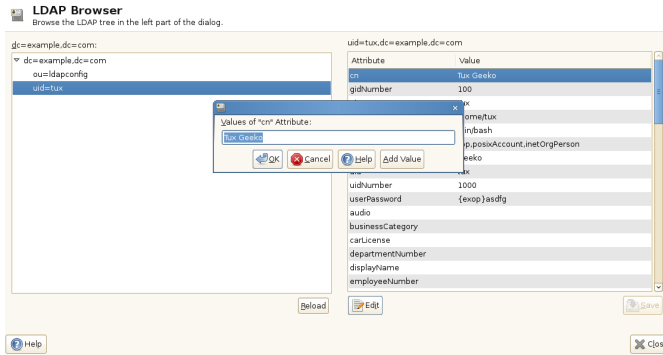 LDAP Browser
Browse the LDAP tree in the left part of the dialog.
dc=example,dc=com:
dc=example,dc=com
ou=ldapconfig
uid=tux
uid=tux,dc=example,dc=com
Attribute Value
cn Tux Geeko
gidNumber 100
ux
ome/tux
in/bash
op,posixAccount,inetOrgPerson
eeko
ux
uidNumber 1000
userPassword {exop}asdfg
audio
businessCategory
carLicense
departmentNumber
displayName
employeeNumber
Values of "cn" Attribute:
Tux Geeko
OK Cancel Help Add Value
Reload Edit Save
Help Clos